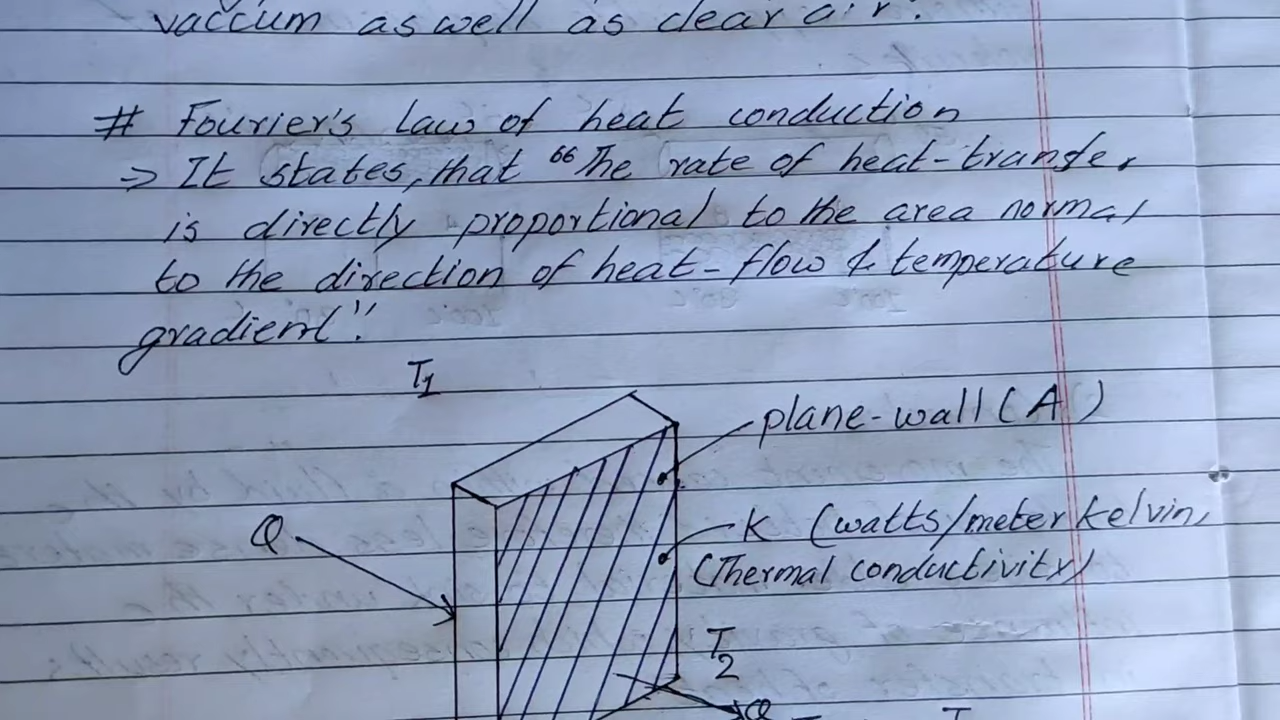 vaccum as well as clear air.
# Fourier's Law of heat conduction
⇒ It states, that "The rate of heat-transfer
is directly proportional to the area normal
to the direction of heat-flow & temperature
gradient".
T1
plane-wall (A)
Q
K (watts/meter kelvin)
(Thermal conductivity)
T2
Q